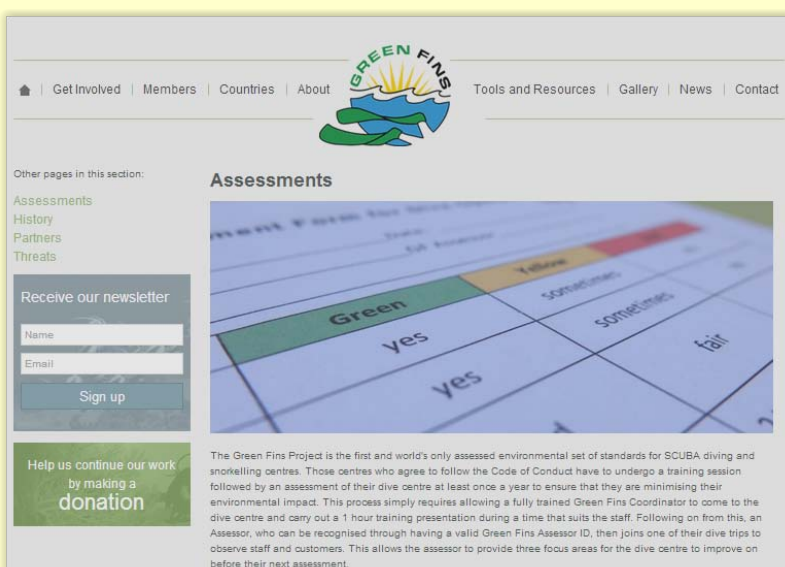 GREEN FINS
Get Involved | Members | Countries | About
Tools and Resources | Gallery | News | Contact
Other pages in this section:
Assessments
History
Partners
Threats
Receive our newsletter
Name
Email
Sign up
Help us continue our work
by making a
donation
Assessments
Green
Yellow
yes
sometimes
yes
sometimes
fair
The Green Fins Project is the first and world's only assessed environmental set of standards for SCUBA diving and
snorkelling centres. Those centres who agree to follow the Code of Conduct have to undergo a training session
followed by an assessment of their dive centre at least once a year to ensure that they are minimising their
environmental impact. This process simply requires allowing a fully trained Green Fins Coordinator to come to the
dive centre and carry out a 1 hour training presentation during a time that suits the staff. Following on from this, an
Assessor, who can be recognised through having a valid Green Fins Assessor ID, then joins one of their dive trips to
observe staff and customers. This allows the assessor to provide three focus areas for the dive centre to improve on
before their next assessment.